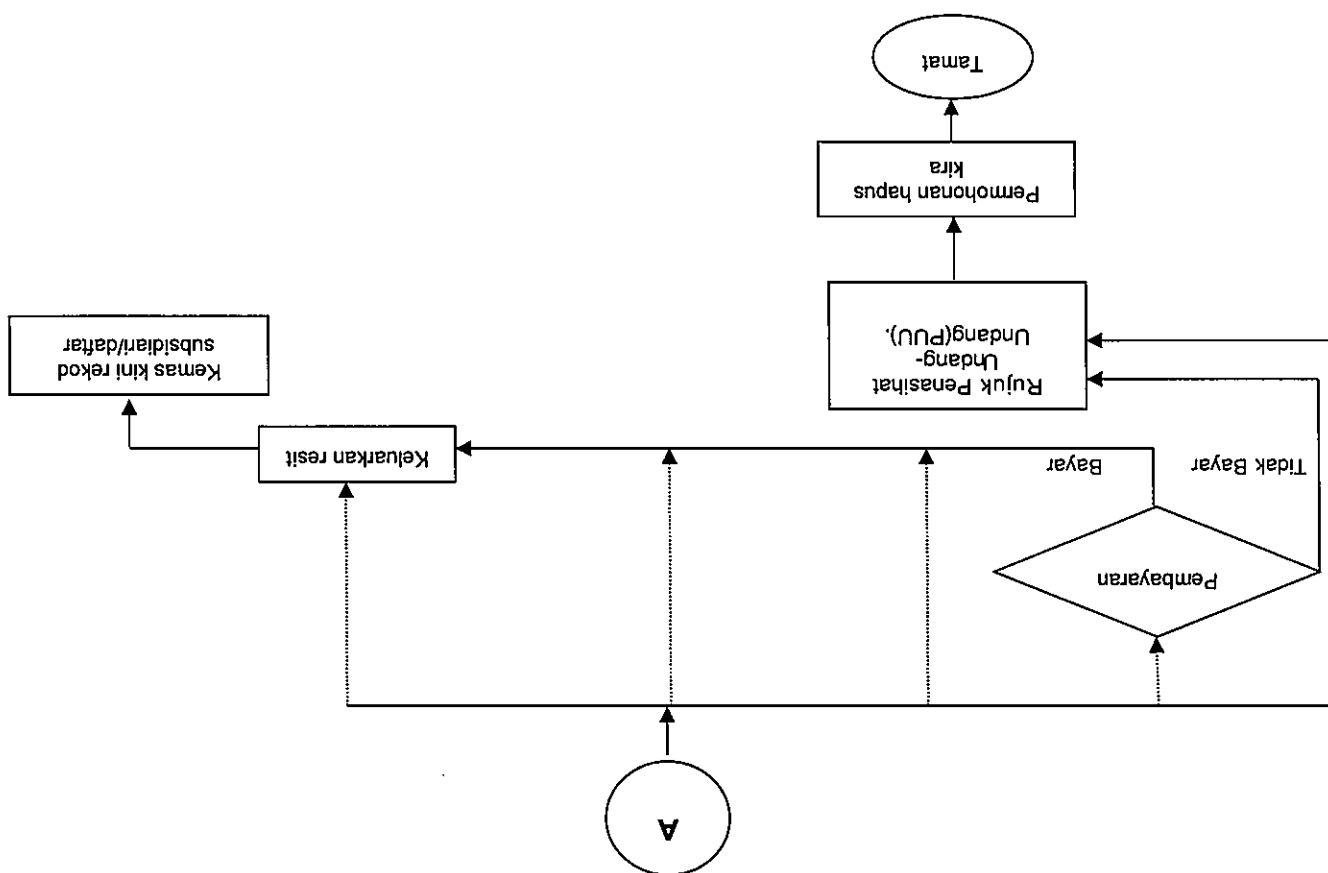 A
Pembayaran
Tidak Bayar
Bayar
Keluarkan resit
Kemas kini rekod
subsidiari/daftar
Rujuk Penasihat
Undang-
Undang(PUU).
Permohonan hapus
kira
Tamat